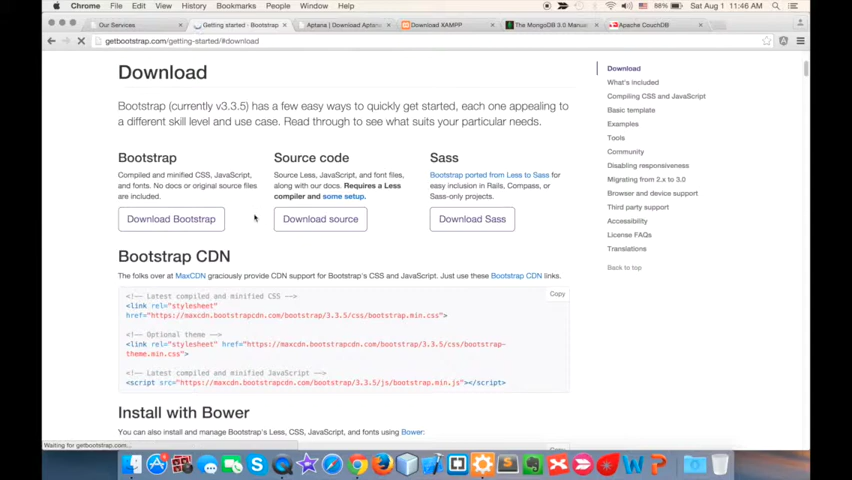 Chrome File Edit View History Bookmarks People Window Help 88% Sat Aug 1 11:46 AM
Our Services Getting started · Bootstrap Aptana | Download Aptana Download XAMPP The MongoDB 3.0 Manual Apache CouchDB
getbootstrap.com/getting-started/#download
Download
Bootstrap (currently v3.3.5) has a few easy ways to quickly get started, each one appealing to
a different skill level and use case. Read through to see what suits your particular needs.
Bootstrap
Compiled and minified CSS, JavaScript,
and fonts. No docs or original source files
are included.
Download Bootstrap
Source code
Source Less, JavaScript, and font files,
along with our docs. Requires a Less
compiler and some setup.
Download source
Sass
Bootstrap ported from Less to Sass for
easy inclusion in Rails, Compass, or
Sass-only projects.
Download Sass
Bootstrap CDN
The folks over at MaxCDN graciously provide CDN support for Bootstrap's CSS and JavaScript. Just use these Bootstrap CDN links.
Copy
<!-- Latest compiled and minified CSS -->
<link rel="stylesheet"
href="https://maxcdn.bootstrapcdn.com/bootstrap/3.3.5/css/bootstrap.min.css">
<!-- Optional theme -->
<link rel="stylesheet" href="https://maxcdn.bootstrapcdn.com/bootstrap/3.3.5/css/bootstrap-
theme.min.css">
<!-- Latest compiled and minified JavaScript -->
<script src="https://maxcdn.bootstrapcdn.com/bootstrap/3.3.5/js/bootstrap.min.js"></script>
Install with Bower
You can also install and manage Bootstrap's Less, CSS, JavaScript, and fonts using Bower:
Copy
Waiting for getbootstrap.com...
Download
What's included
Compiling CSS and JavaScript
Basic template
Examples
Tools
Community
Disabling responsiveness
Migrating from 2.x to 3.0
Browser and device support
Third party support
Accessibility
License FAQs
Translations
Back to top